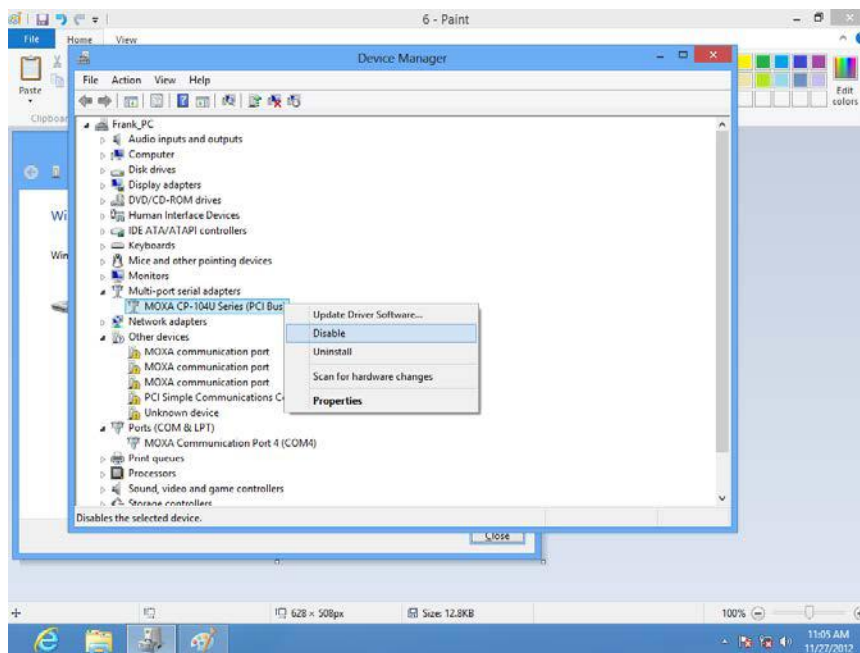 6 - Paint
File Home View
Device Manager
File Action View Help
Paste
Clipboar
Edit
colors
Frank_PC
Audio inputs and outputs
Computer
Disk drives
Display adapters
DVD/CD-ROM drives
Human Interface Devices
IDE ATA/ATAPI controllers
Keyboards
Mice and other pointing devices
Monitors
Multi-port serial adapters
MOXA CP-104U Series (PCI Bus
Network adapters
Other devices
MOXA communication port
MOXA communication port
MOXA communication port
PCI Simple Communications C
Unknown device
Ports (COM & LPT)
MOXA Communication Port 4 (COM4)
Print queues
Processors
Sound, video and game controllers
Storage controllers
Update Driver Software...
Disable
Uninstall
Scan for hardware changes
Properties
Wi
Win
Disables the selected device.
Close
628 × 508px
Size: 12.8KB
100%
11:05 AM
11/27/2012